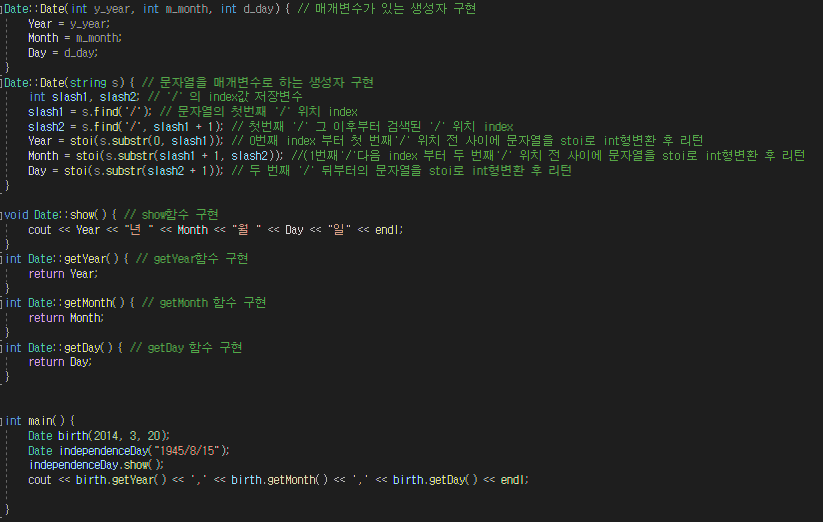 Date::Date(int y_year, int m_month, int d_day) { // 매개변수가 있는 생성자 구현
Year = y_year;
Month = m_month;
Day = d_day;
}
Date::Date(string s) { // 문자열을 매개변수로 하는 생성자 구현
int slash1, slash2; // '/' 의 index값 저장변수
slash1 = s.find('/'); // 문자열의 첫번째 '/' 위치 index
slash2 = s.find('/', slash1 + 1); // 첫번째 '/' 그 이후부터 검색된 '/' 위치 index
Year = stoi(s.substr(0, slash1)); // 0번째 index 부터 첫 번째'/' 위치 전 사이에 문자열을 stoi로 int형변환 후 리턴
Month = stoi(s.substr(slash1 + 1, slash2)); //(1번째'/'다음 index 부터 두 번째'/' 위치 전 사이에 문자열을 stoi로 int형변환 후 리턴
Day = stoi(s.substr(slash2 + 1)); // 두 번째 '/' 뒤부터의 문자열을 stoi로 int형변환 후 리턴
}
void Date::show() { // show함수 구현
cout << Year << "년 " << Month << "월 " << Day << "일" << endl;
}
int Date::getYear() { // getYear함수 구현
return Year;
}
int Date::getMonth() { // getMonth 함수 구현
return Month;
}
int Date::getDay() { // getDay 함수 구현
return Day;
}
int main() {
Date birth(2014, 3, 20);
Date independenceDay("1945/8/15");
independenceDay.show();
cout << birth.getYear() << ',' << birth.getMonth() << ',' << birth.getDay() << endl;
}